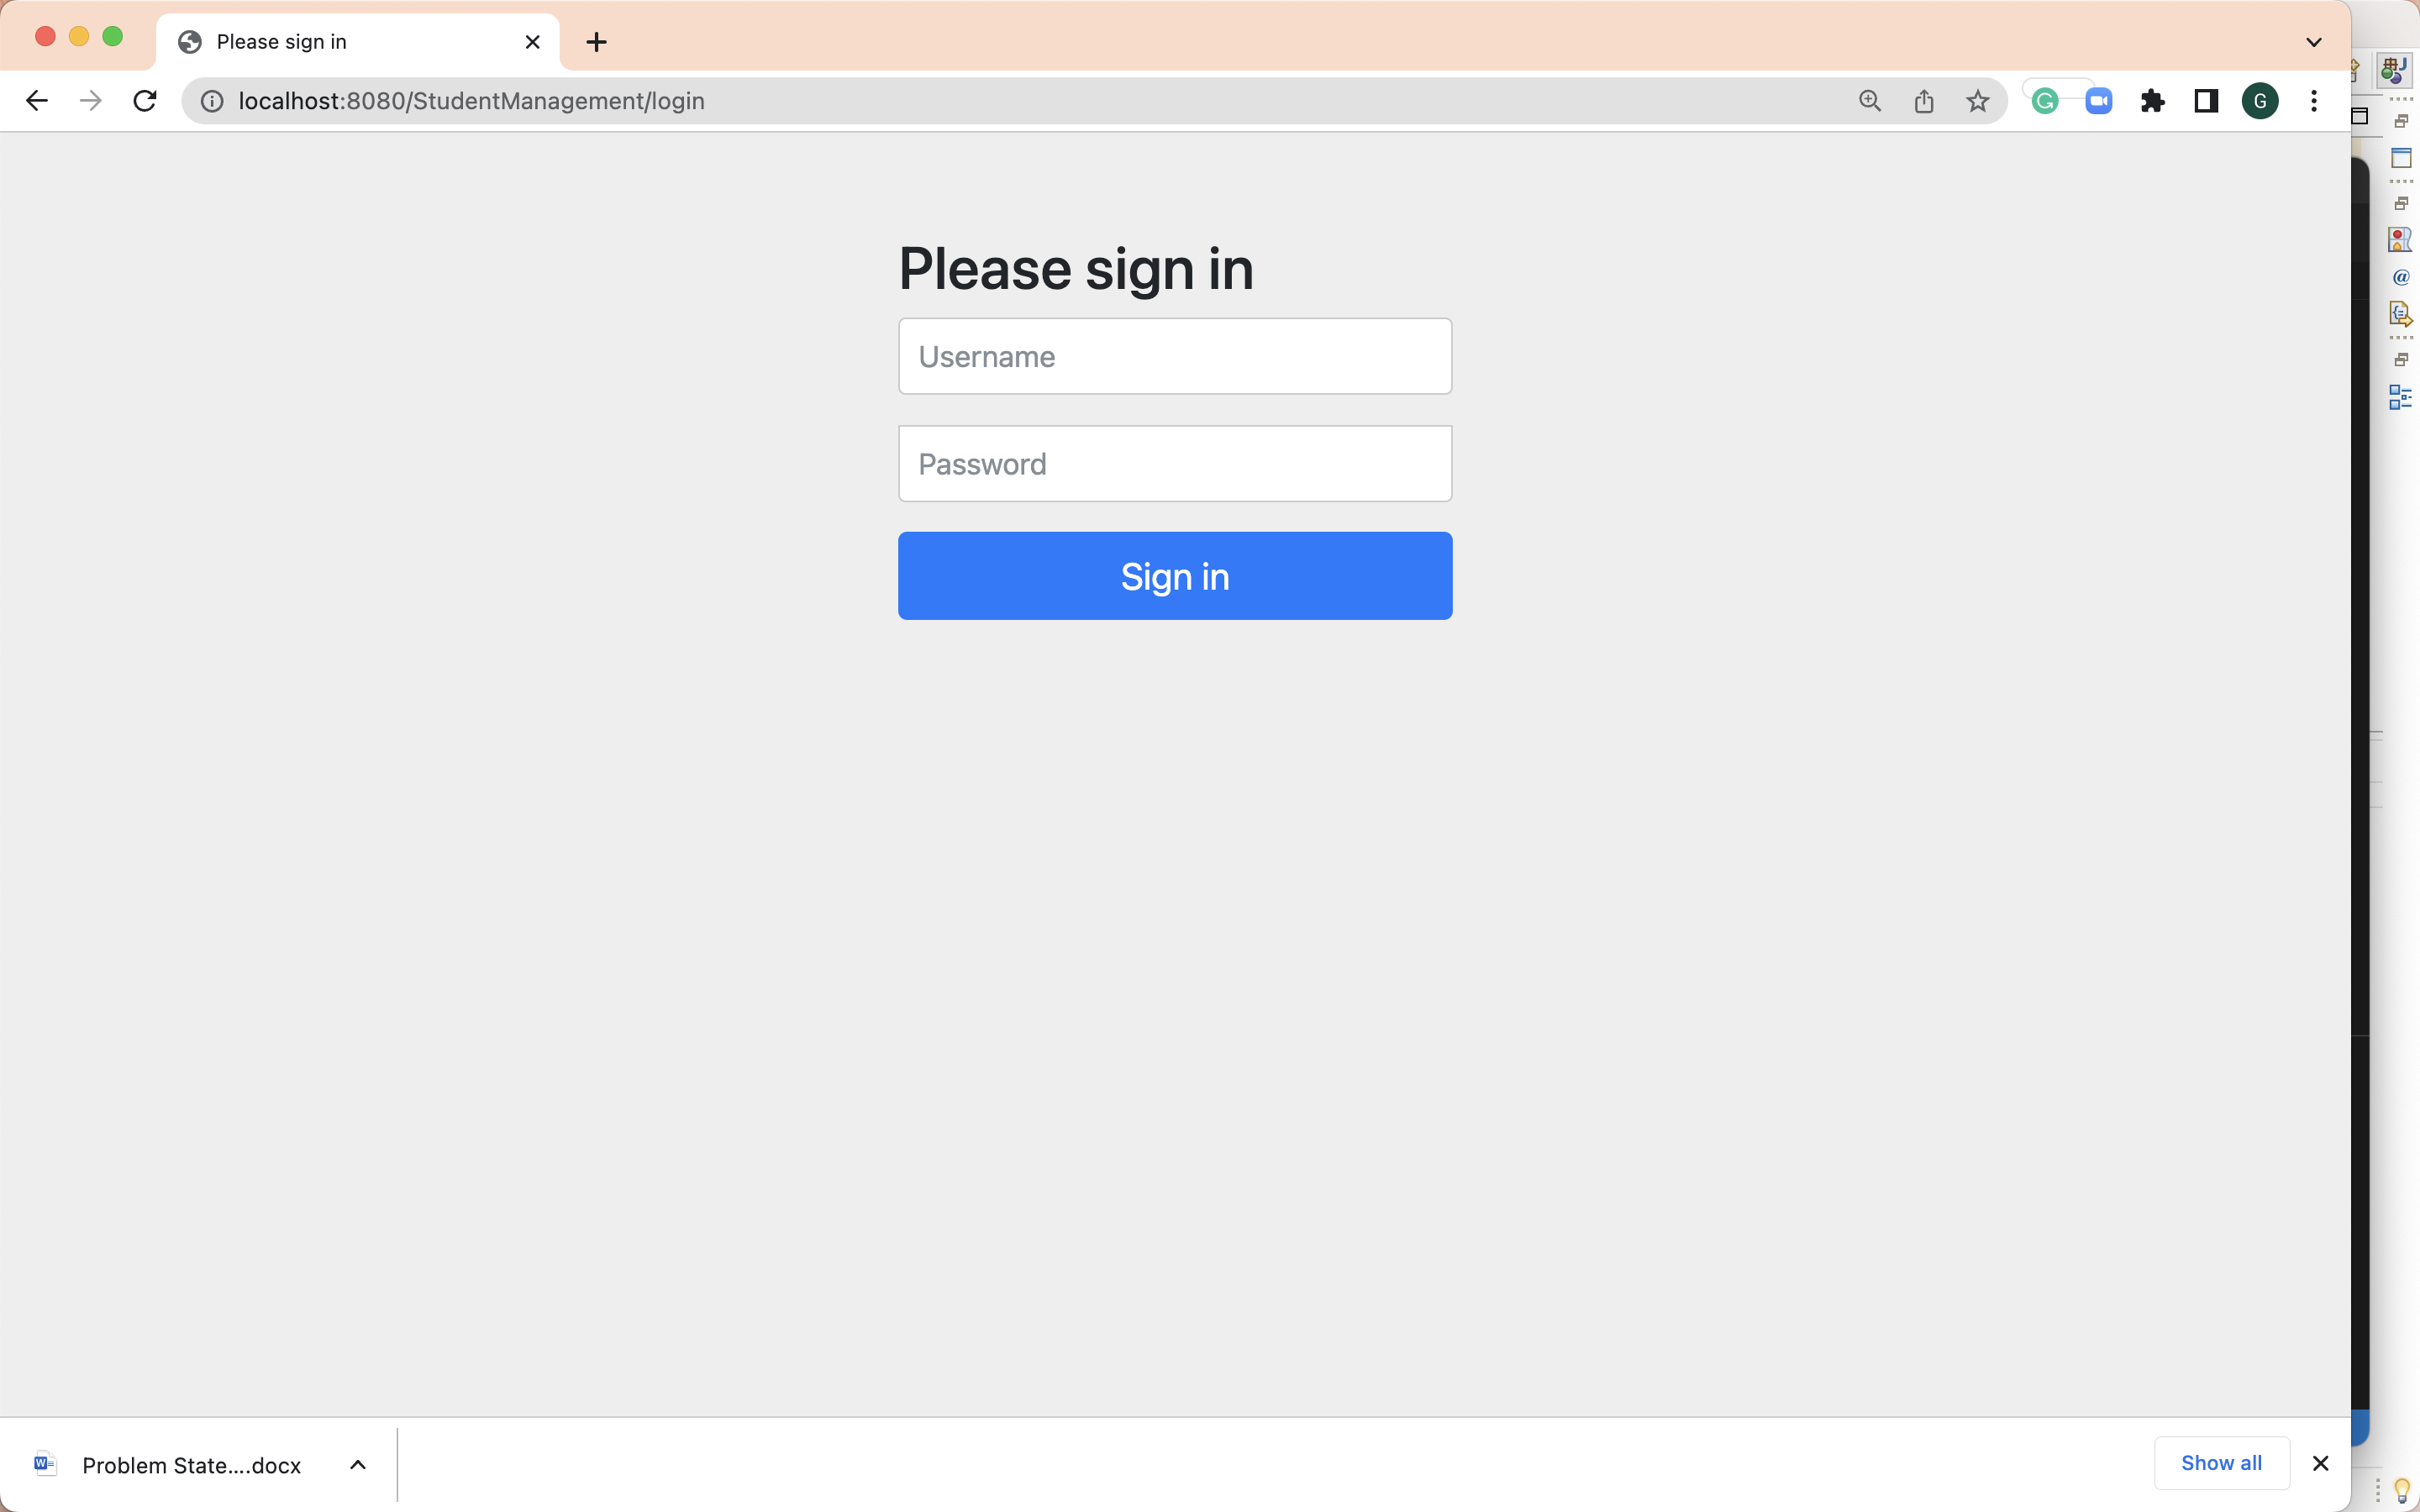 Please sign in
localhost:8080/StudentManagement/login
G
Please sign in
Username
Password
Sign in
Problem State....docx
Show all